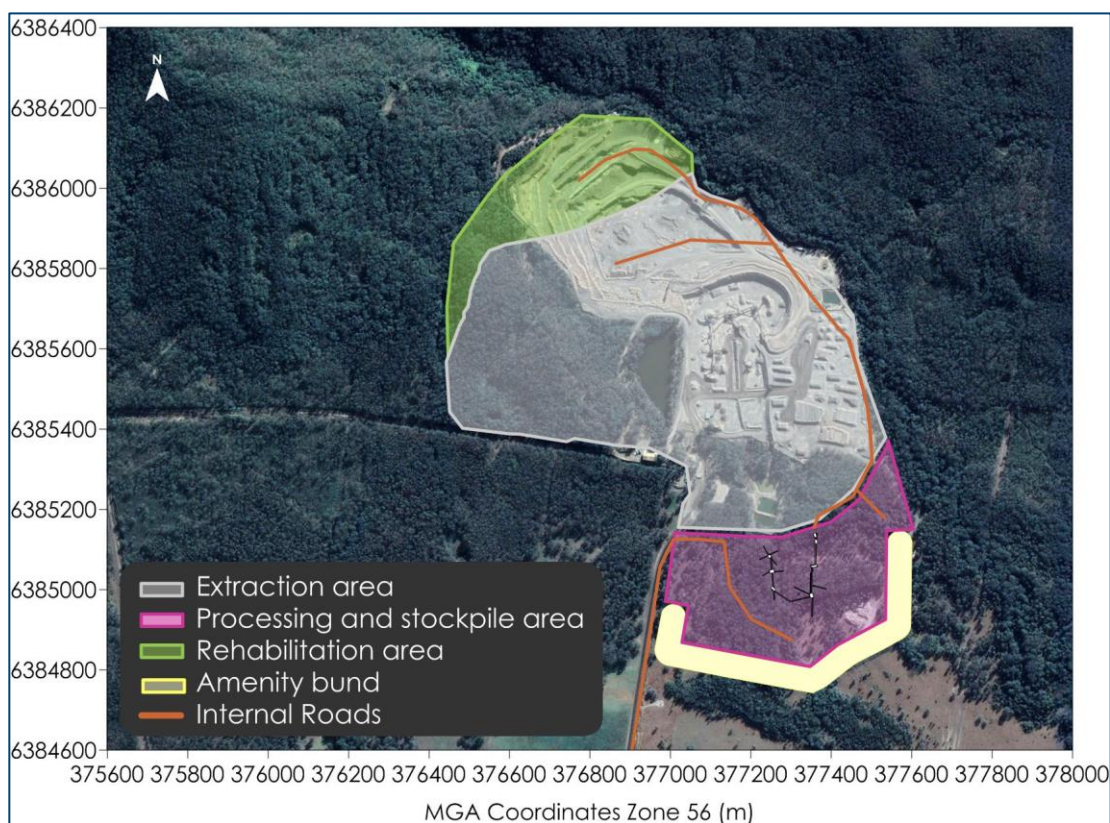 6386400
6386200
6386000
6385800
6385600
6385400
6385200
6385000
6384800
6384600
N
Extraction area
Processing and stockpile area
Rehabilitation area
Amenity bund
Internal Roads
375600 375800 376000 376200 376400 376600 376800 377000 377200 377400 377600 377800 378000
MGA Coordinates Zone 56 (m)